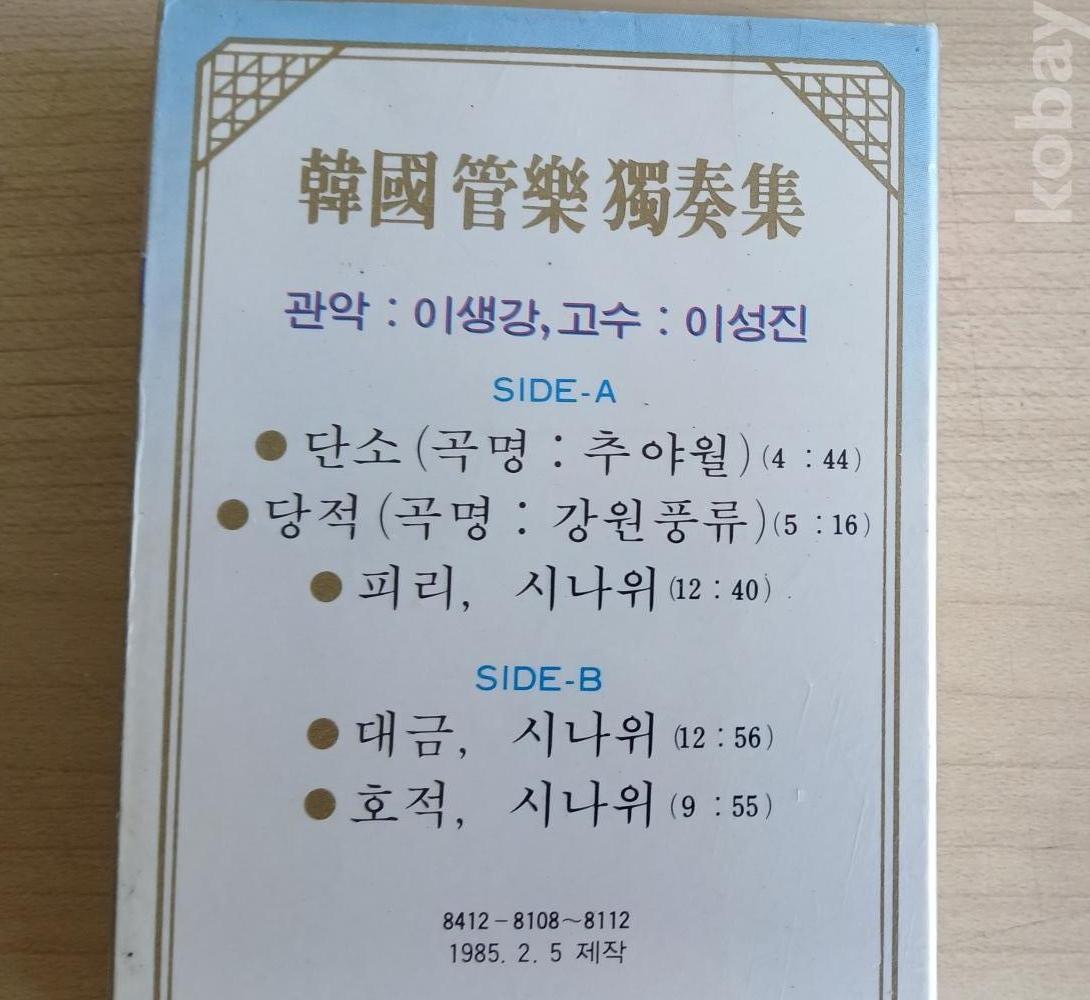 韓國 管樂 獨奏集
관악 : 이생강, 고수 : 이성진
SIDE-A
● 단소 (곡명 : 추야월) (4 : 44)
● 당적 (곡명 : 강원풍류) (5 : 16)
● 피리, 시나위 (12 : 40)
SIDE-B
● 대금, 시나위 (12 : 56)
● 호적, 시나위 (9 : 55)
8412-8108~8112
1985. 2. 5 제작
kobay